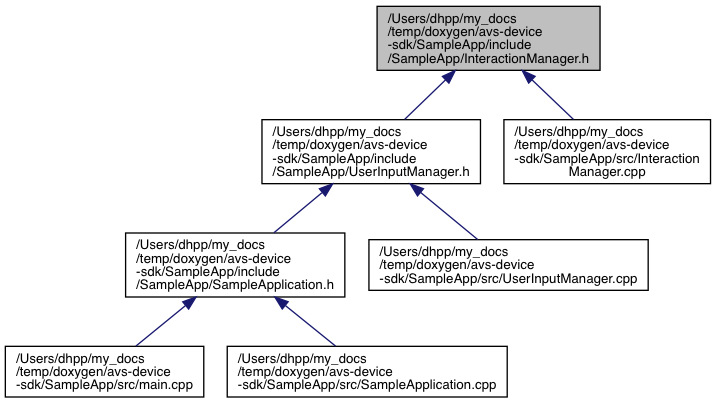 /Users/dhpp/my_docs
/temp/doxygen/avs-device
-sdk/SampleApp/include
/SampleApp/InteractionManager.h
/Users/dhpp/my_docs
/temp/doxygen/avs-device
-sdk/SampleApp/include
/SampleApp/UserInputManager.h
/Users/dhpp/my_docs
/temp/doxygen/avs-device
-sdk/SampleApp/src/Interaction
Manager.cpp
/Users/dhpp/my_docs
/temp/doxygen/avs-device
-sdk/SampleApp/include
/SampleApp/SampleApplication.h
/Users/dhpp/my_docs
/temp/doxygen/avs-device
-sdk/SampleApp/src/UserInputManager.cpp
/Users/dhpp/my_docs
/temp/doxygen/avs-device
-sdk/SampleApp/src/main.cpp
/Users/dhpp/my_docs
/temp/doxygen/avs-device
-sdk/SampleApp/src/SampleApplication.cpp